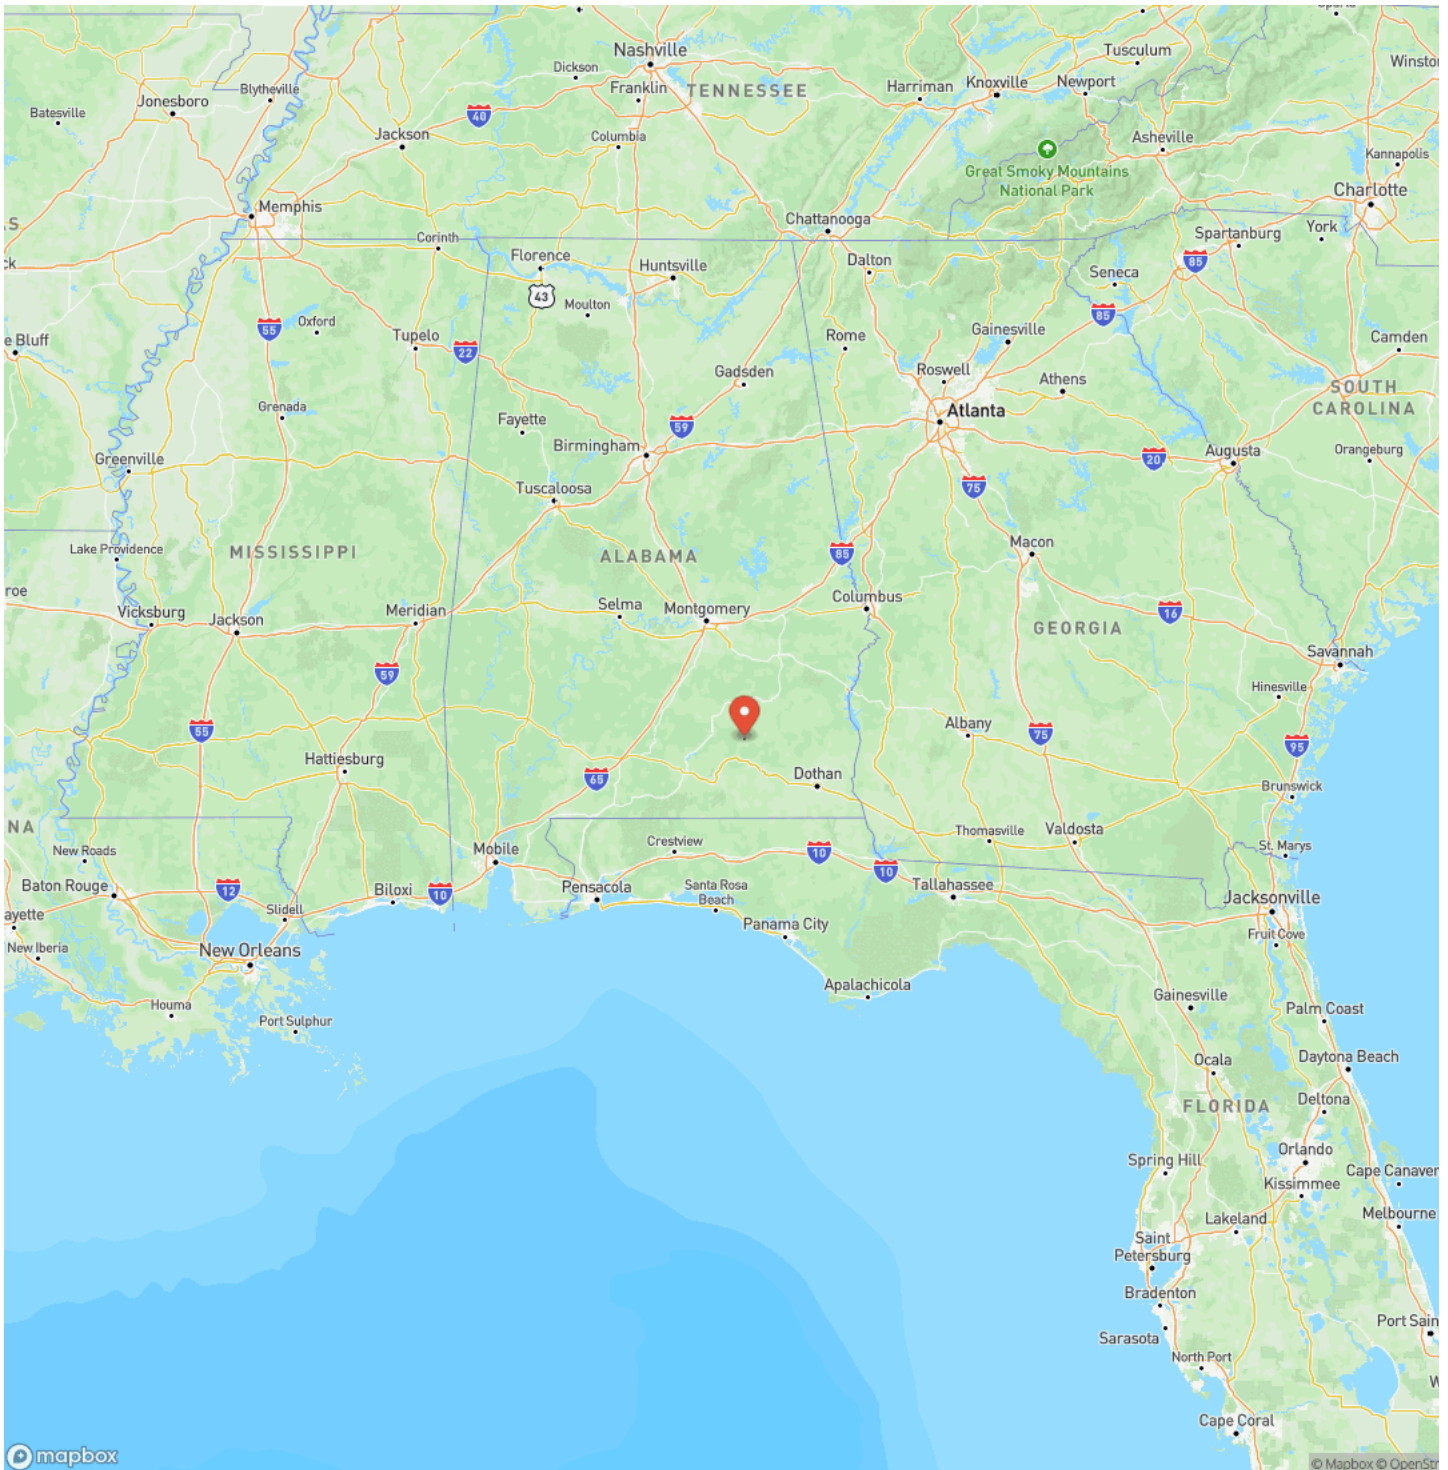 Sparta
Nashville
Tusculum
Dickson
Winston
Franklin
TENNESSEE
Harriman
Knoxville
Newport
Blytheville
Jonesboro
Batesville
40
Jackson
Columbia
Asheville
Great Smoky Mountains
National Park
Kannapolis
Charlotte
Memphis
Chattanooga
AS
Spartanburg
York
Corinth
Florence
Huntsville
Dalton
85
ck
Seneca
43
Moulton
85
55
Oxford
Tupelo
22
Rome
Gainesville
Camden
e Bluff
Gadsden
Roswell
Athens
SOUTH
CAROLINA
Grenada
Fayette
59
Atlanta
Birmingham
Greenville
20
Augusta
Orangeburg
Tuscaloosa
75
Lake Providence
MISSISSIPPI
ALABAMA
85
Macon
roe
Vicksburg
Jackson
Meridian
Selma
Montgomery
Columbus
16
GEORGIA
Savannah
59
Hinesville
55
Albany
75
95
Hattiesburg
65
Dothan
Brunswick
NA
New Roads
Mobile
Crestview
10
Thomasville
Valdosta
St. Marys
Baton Rouge
12
Biloxi
10
Pensacola
Santa Rosa
Beach
10
Tallahassee
Jacksonville
ayette
Slidell
Panama City
Fruit Cove
New Iberia
New Orleans
Apalachicola
Gainesville
Houma
Port Sulphur
Palm Coast
Ocala
Daytona Beach
FLORIDA
Deltona
Spring Hill
Orlando
Cape Canaver
Kissimmee
Lakeland
Melbourne
Saint
Petersburg
Bradenton
Sarasota
Port Sain
North Port
W
Cape Coral
mapbox
© Mapbox © OpenStr